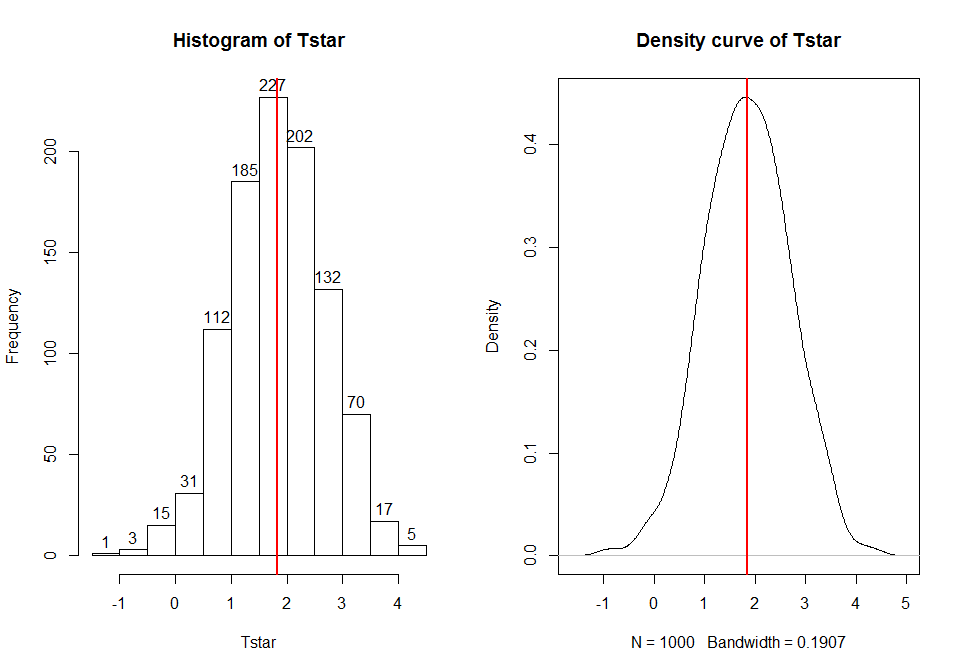 Histogram of Tstar
Frequency
0 50 100 150 200
1 3 15 31 112 185 227 202 132 70 17 5
-1 0 1 2 3 4
Tstar
Density curve of Tstar
Density
0.0 0.1 0.2 0.3 0.4
-1 0 1 2 3 4 5
N = 1000 Bandwidth = 0.1907